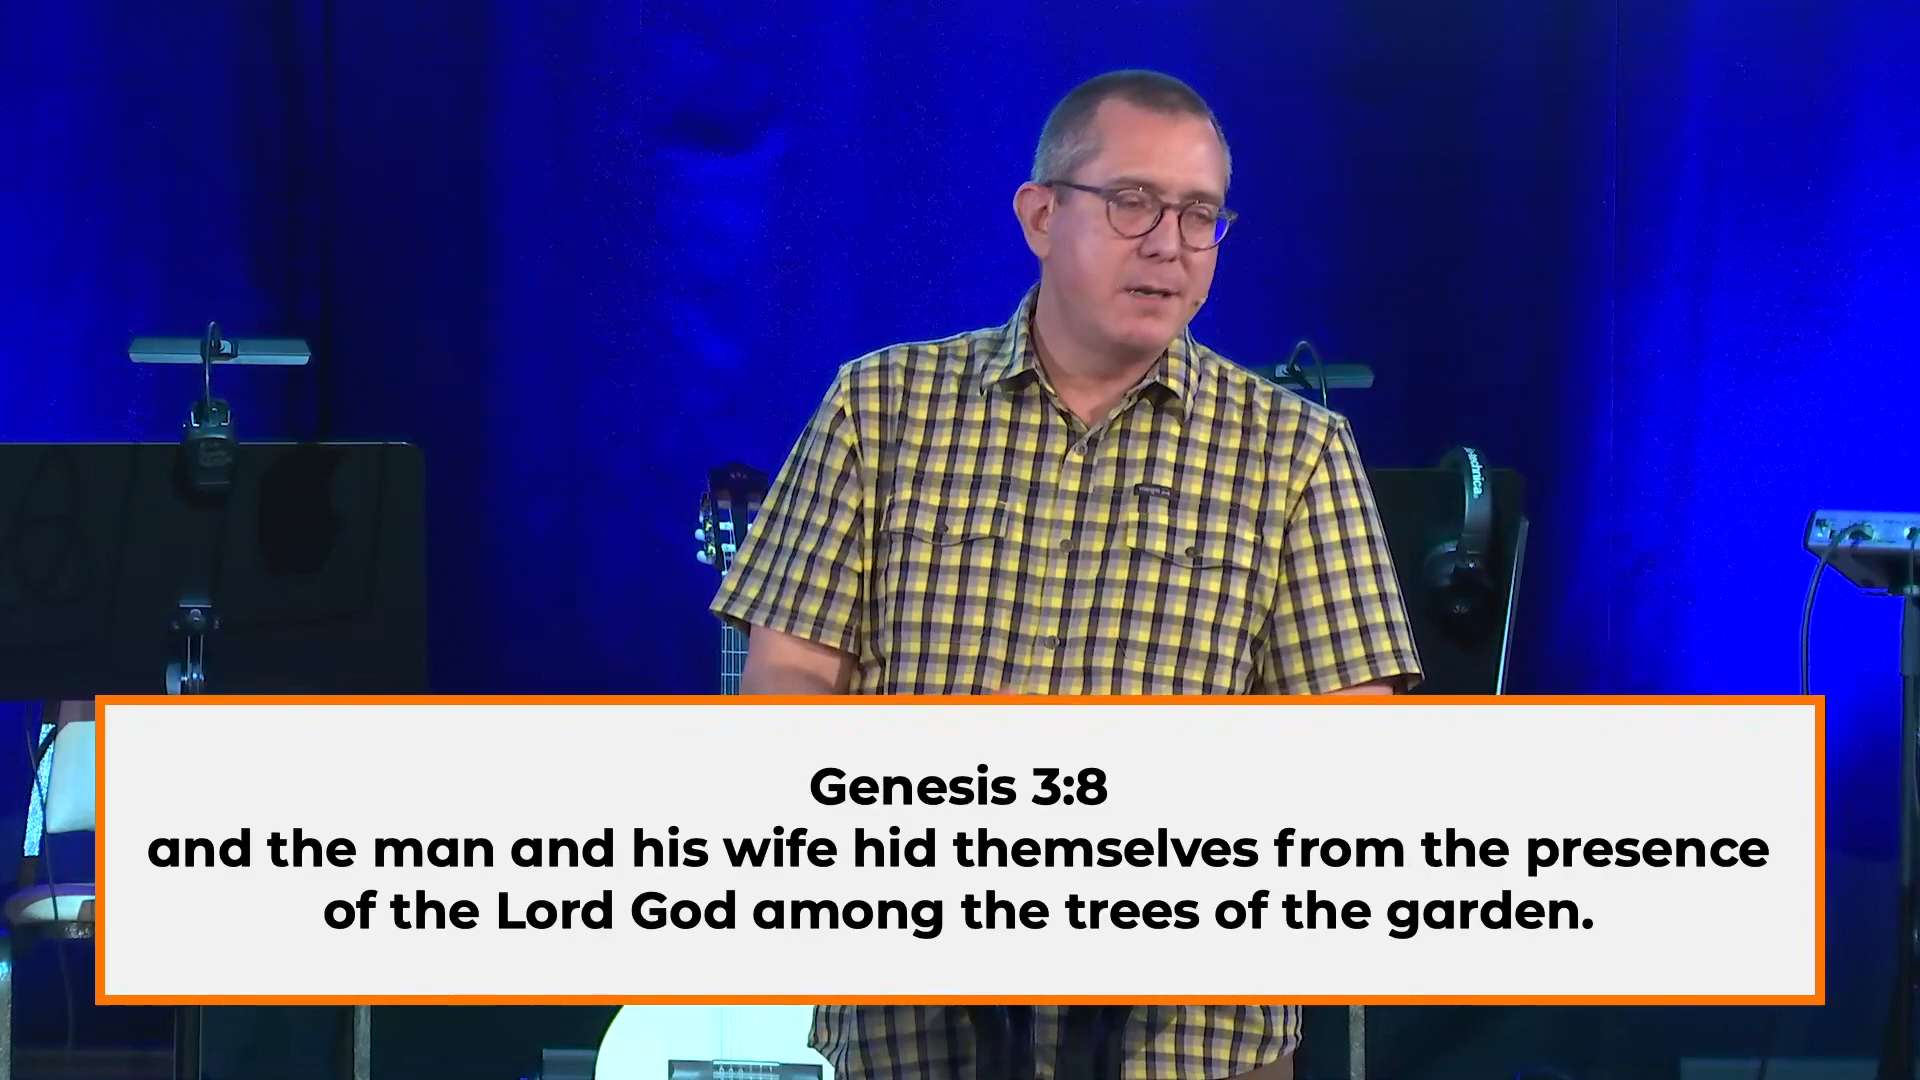 Genesis 3:8
and the man and his wife hid themselves from the presence
of the Lord God among the trees of the garden.
technica